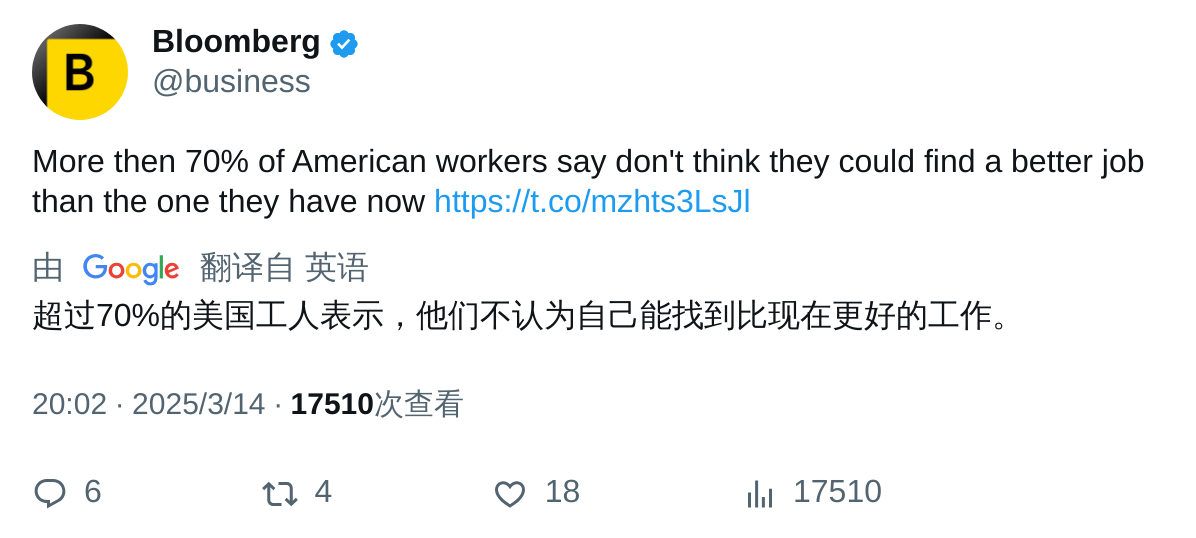 B
Bloomberg
@business
More then 70% of American workers say don't think they could find a better job
than the one they have now https://t.co/mzhts3LsJl
由 Google 翻译自 英语
超过70%的美国工人表示，他们不认为自己能找到比现在更好的工作。
20:02 · 2025/3/14 · 17510次查看
6 4 18 17510